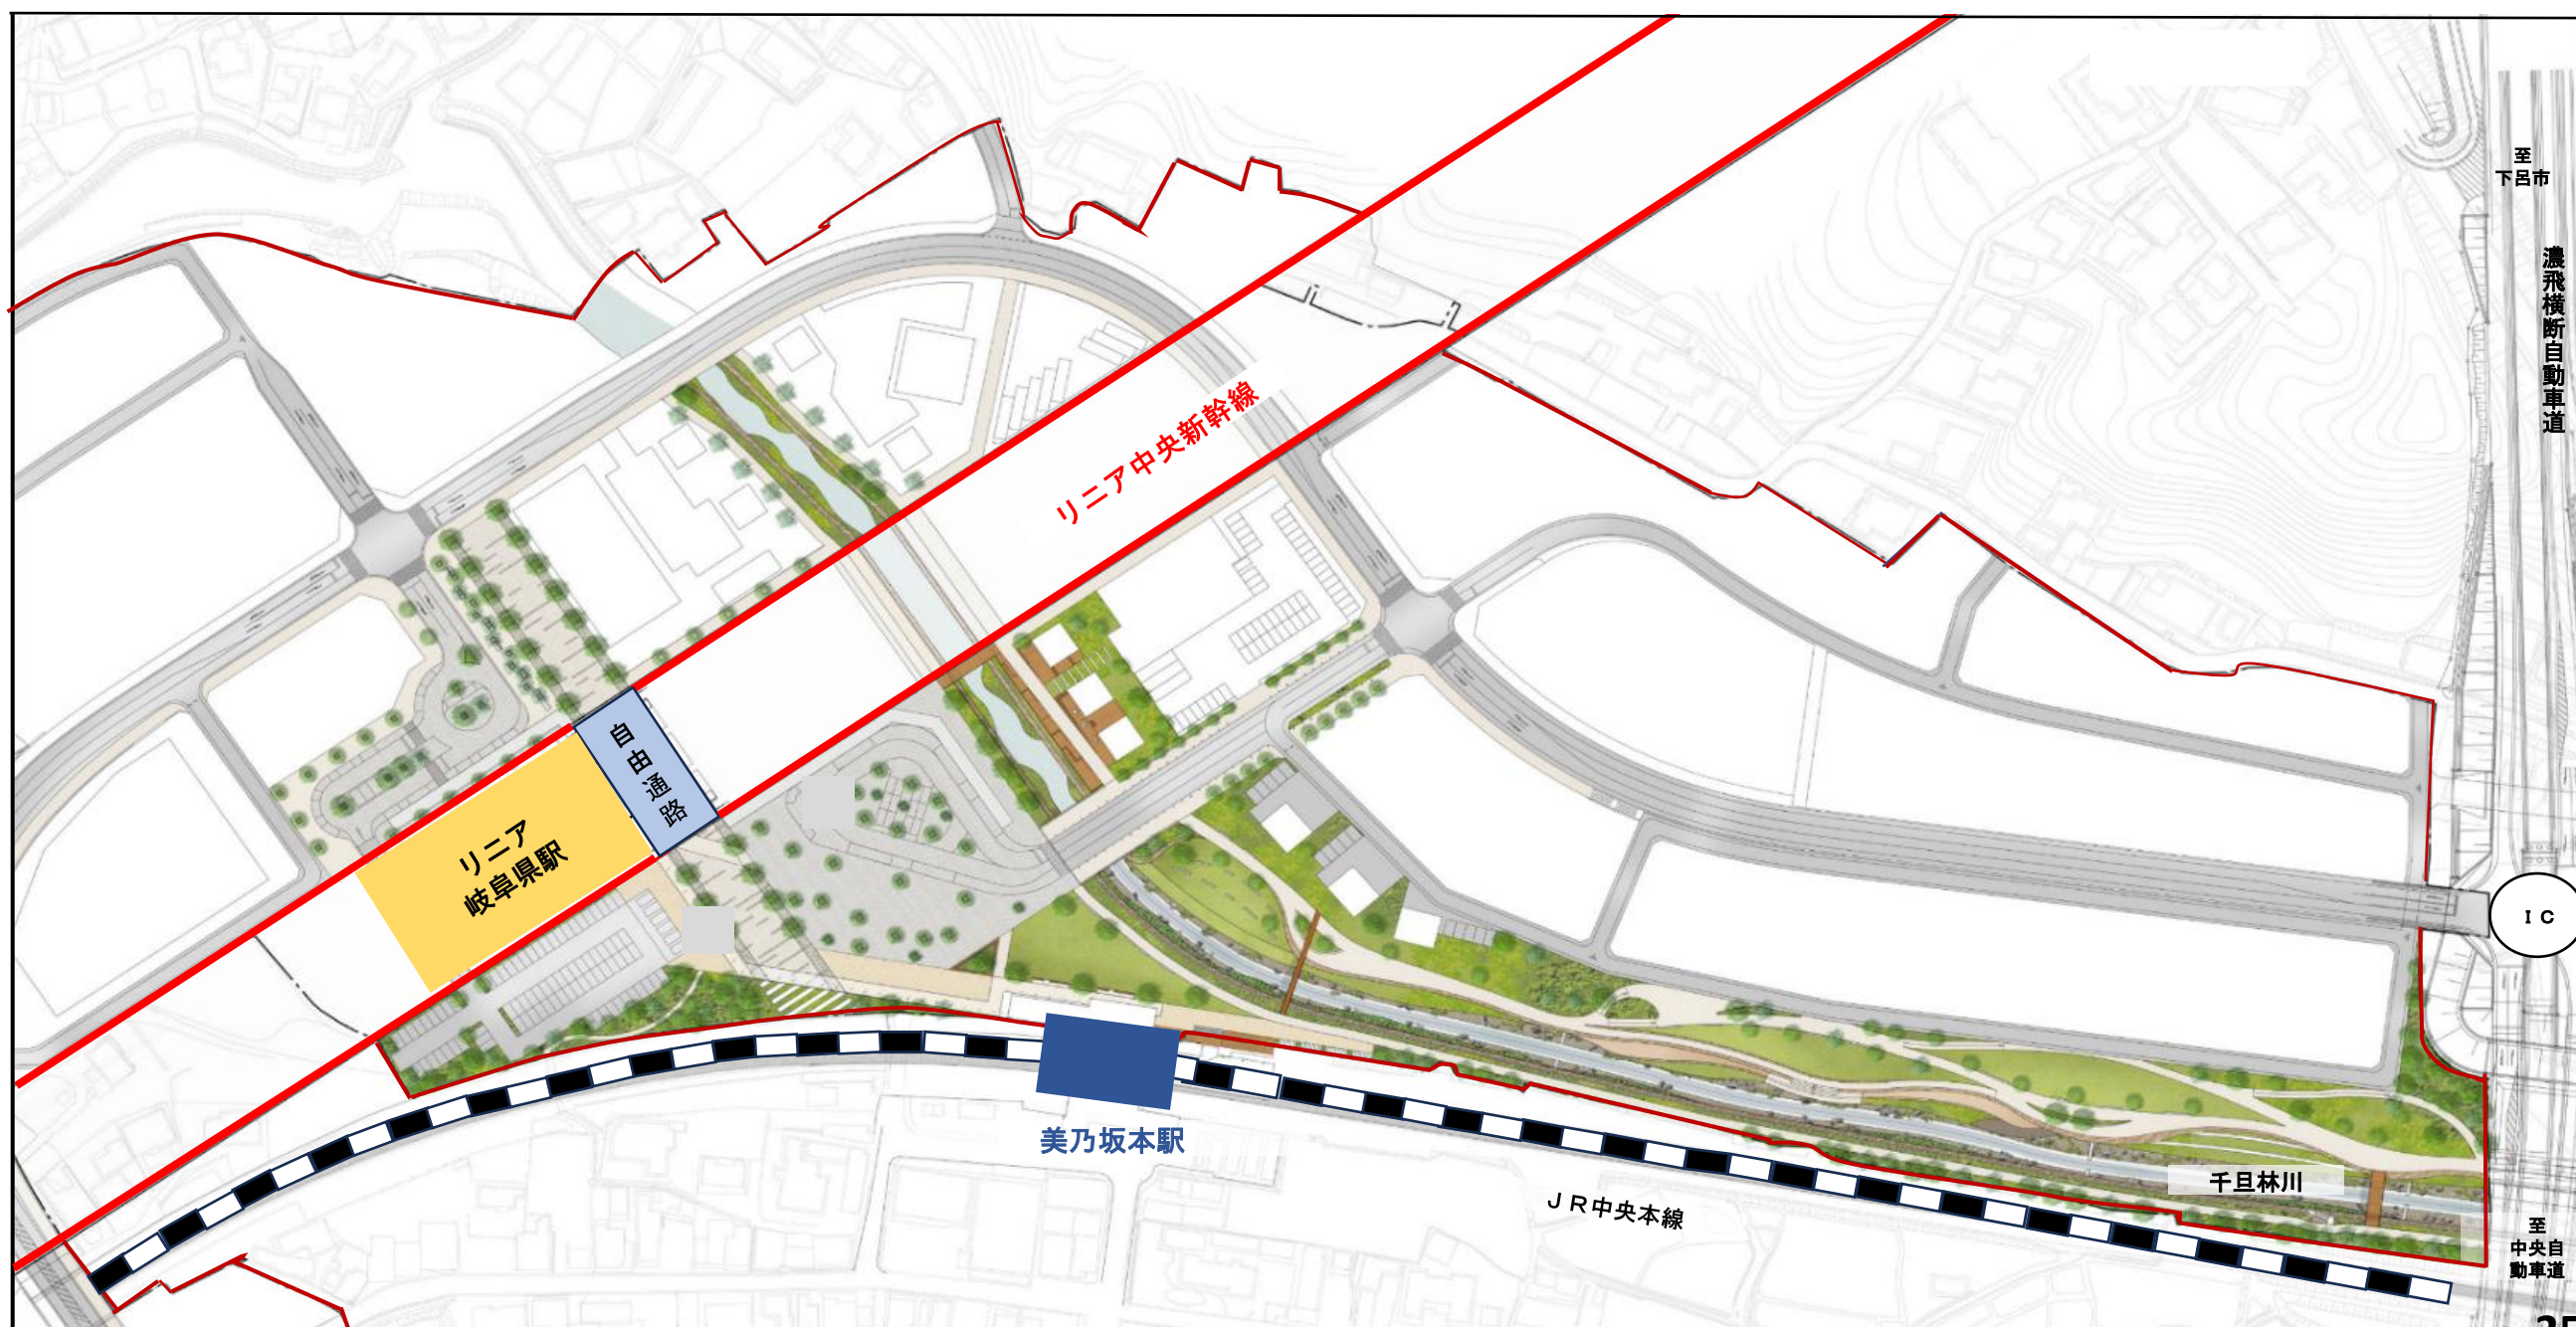 至
下呂市
濃飛横断自動車道
リニア中央新幹線
自由通路
リニア
岐阜県駅
ＩＣ
美乃坂本駅
千旦林川
ＪＲ中央本線
至
中央自
動車道